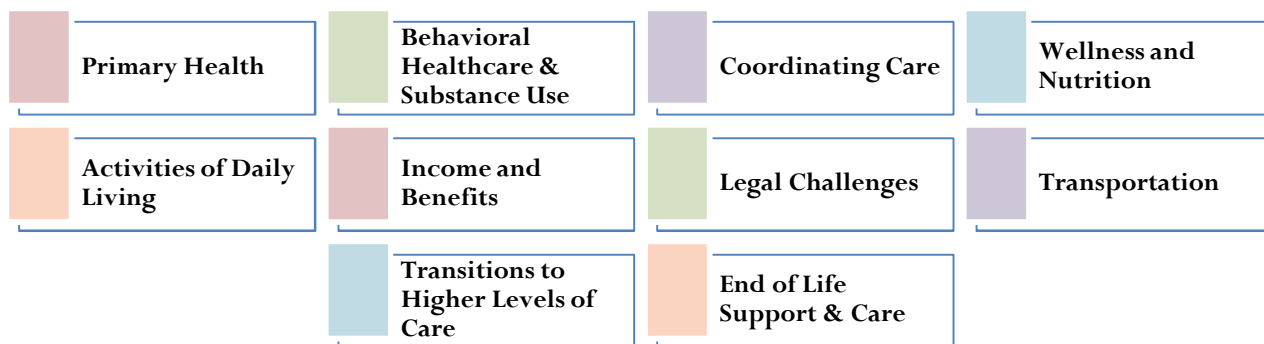 Primary Health
Behavioral
Healthcare &
Substance Use
Coordinating Care
Wellness and
Nutrition
Activities of Daily
Living
Income and
Benefits
Legal Challenges
Transportation
Transitions to
Higher Levels of
Care
End of Life
Support & Care